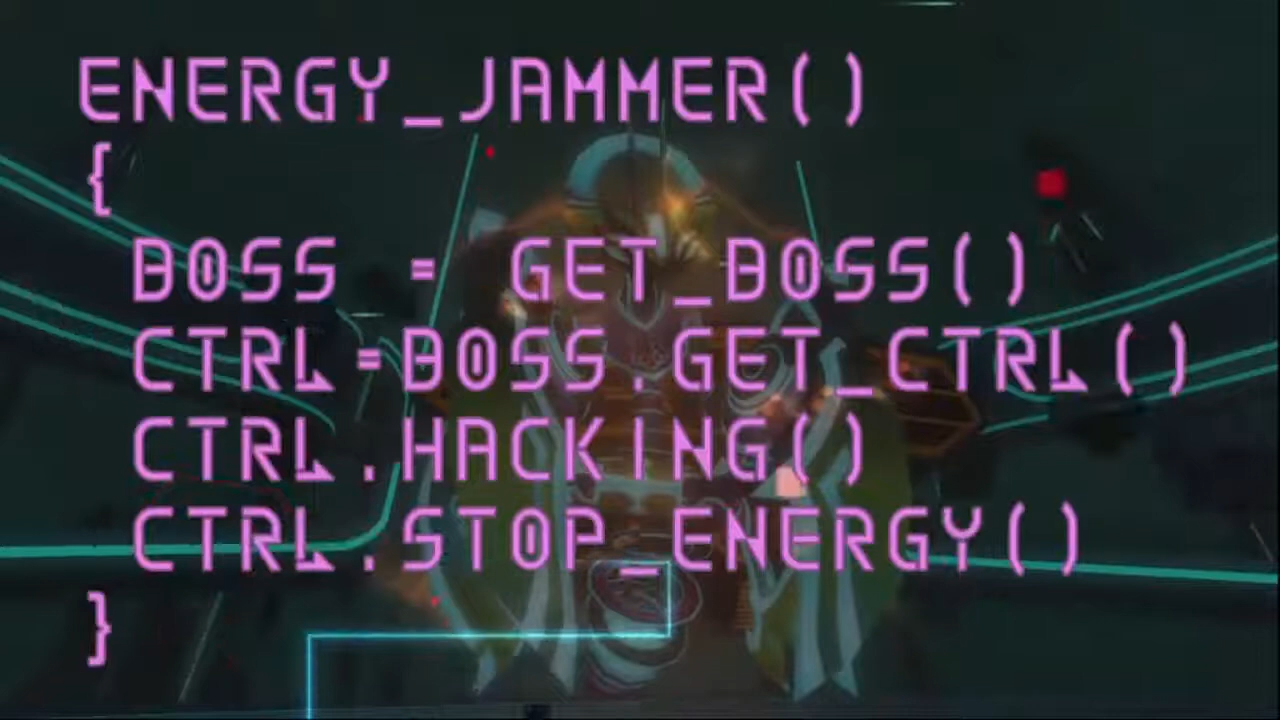 ENERGY_JAMMER()
{
BOSS = GET_BOSS()
CTRL=BOSS.GET_CTRL()
CTRL.HACKING()
CTRL.STOP_ENERGY()
}